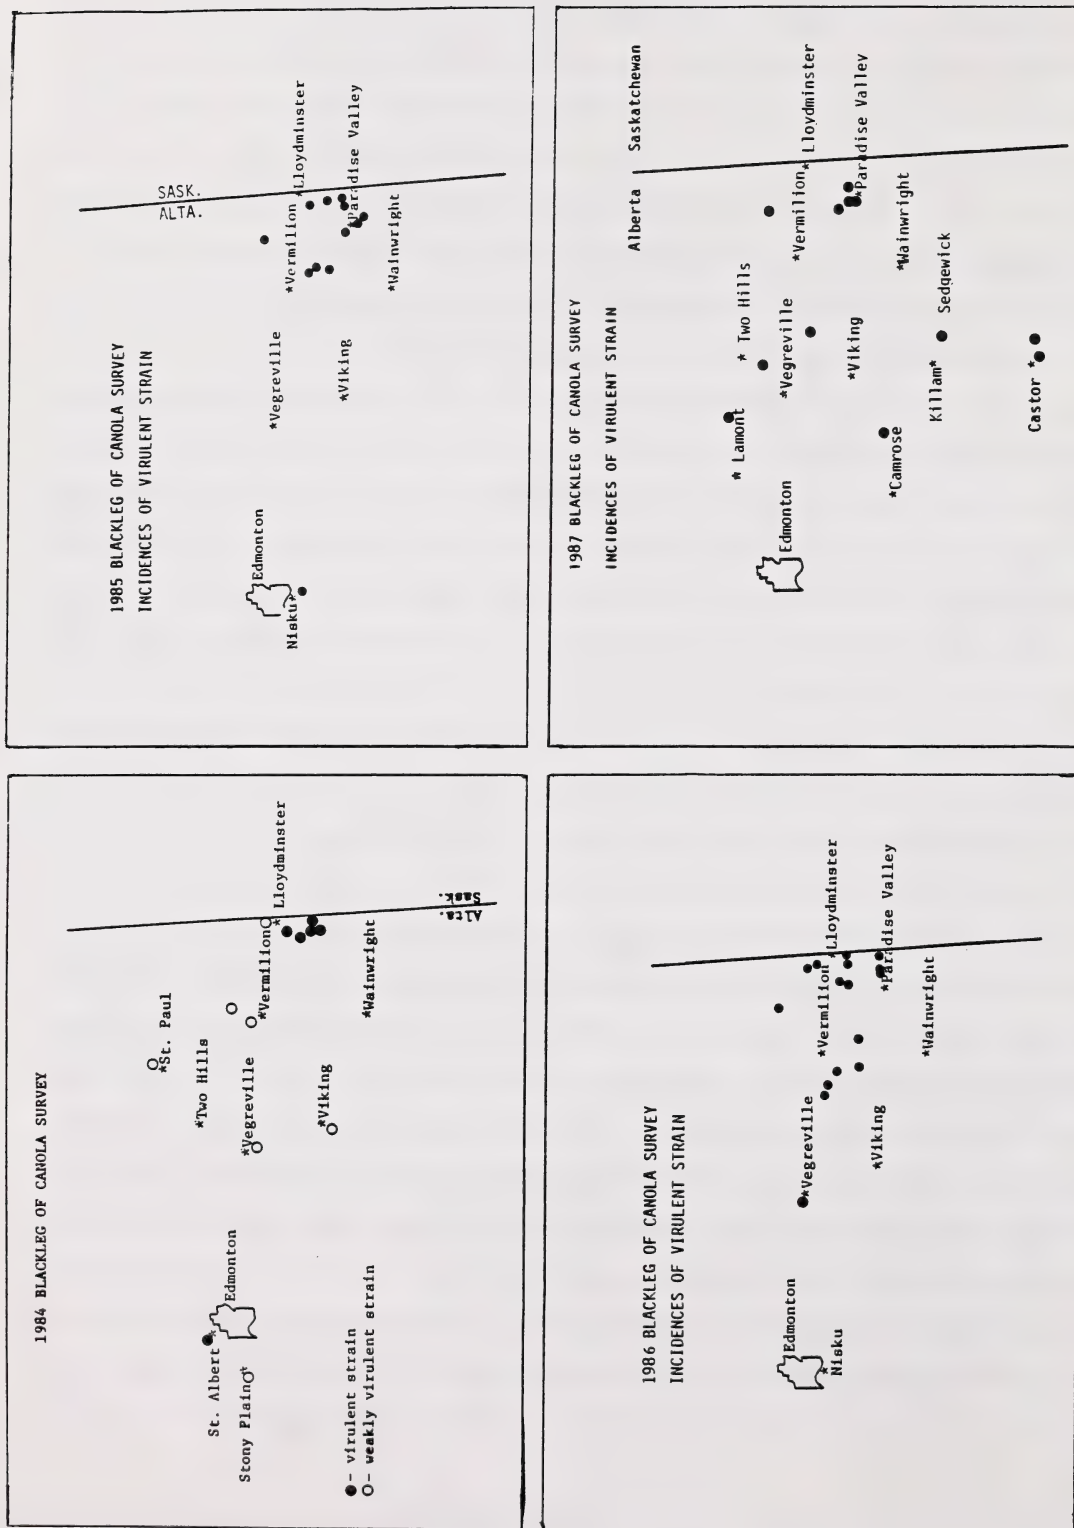 1984 BLACKLEG OF CANOLA SURVEY
*St. Paul
*Two Hills
*Vegreville
*Vermilion
* Lloydminster
St. Albert *
Edmonton
Stony Plain*
*Viking
*Wainwright
Alta.
Sask.
●- virulent strain
○- weakly virulent strain
1985 BLACKLEG OF CANOLA SURVEY
INCIDENCES OF VIRULENT STRAIN
SASK.
ALTA.
Edmonton
Nisku*
*Vegreville
*Vermilion
*Lloydminster
*Viking
*Paradise Valley
*Wainwright
1986 BLACKLEG OF CANOLA SURVEY
INCIDENCES OF VIRULENT STRAIN
Edmonton
*Nisku
*Vegreville
*Vermilion
*Lloydminster
*Viking
*Paradise Valley
*Wainwright
1987 BLACKLEG OF CANOLA SURVEY
INCIDENCES OF VIRULENT STRAIN
Alberta
Saskatchewan
* Lamont
* Two Hills
Edmonton
*Vegreville
*Vermilion
* Lloydminster
*Viking
*Paradise Valley
*Camrose
*Wainwright
Killam*
Sedgewick
Castor *